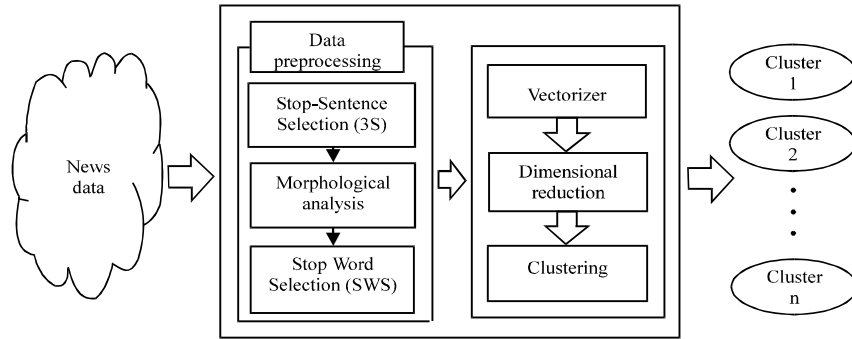 News
data
Data
preprocessing
Stop-Sentence
Selection (3S)
Morphological
analysis
Stop Word
Selection (SWS)
Vectorizer
Dimensional
reduction
Clustering
Cluster
1
Cluster
2
Cluster
n